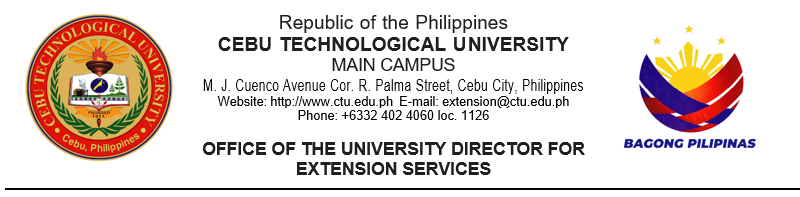 CEBU TECHNOLOGICAL UNIVERSITY
FOUNDED
1911
Cebu, Philippines
Republic of the Philippines
CEBU TECHNOLOGICAL UNIVERSITY
MAIN CAMPUS
M. J. Cuenco Avenue Cor. R. Palma Street, Cebu City, Philippines
Website: http://www.ctu.edu.ph E-mail: extension@ctu.edu.ph
Phone: +6332 402 4060 loc. 1126
OFFICE OF THE UNIVERSITY DIRECTOR FOR
EXTENSION SERVICES
BAGONG PILIPINAS